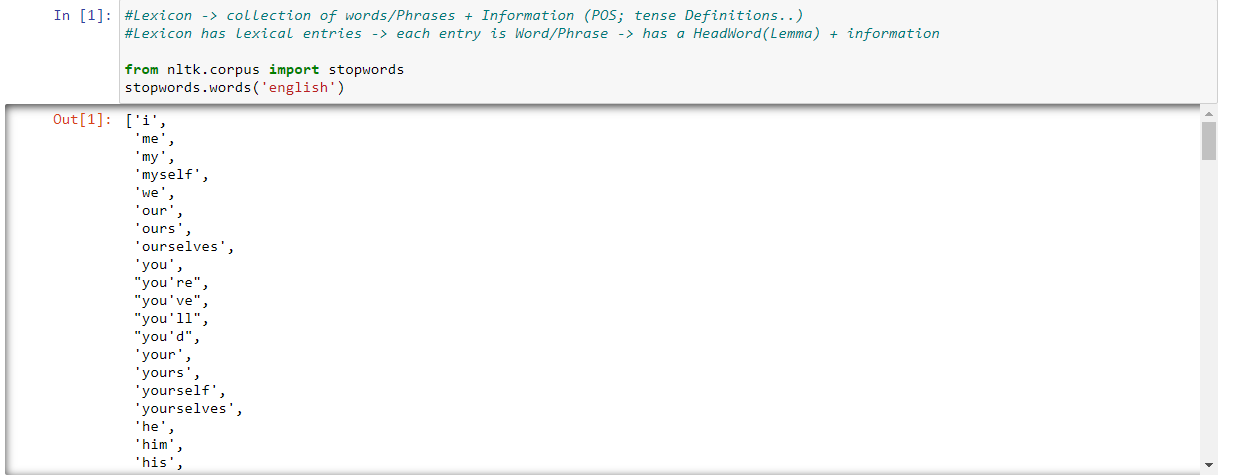 In [1]: #Lexicon -> collection of words/Phrases + Information (POS; tense Definitions..)
#Lexicon has lexical entries -> each entry is Word/Phrase -> has a HeadWord(Lemma) + information
from nltk.corpus import stopwords
stopwords.words('english')
Out[1]: ['i',
'me',
'my',
'myself',
'we',
'our',
'ours',
'ourselves',
'you',
"you're",
"you've",
"you'll",
"you'd",
'your',
'yours',
'yourself',
'yourselves',
'he',
'him',
'his',